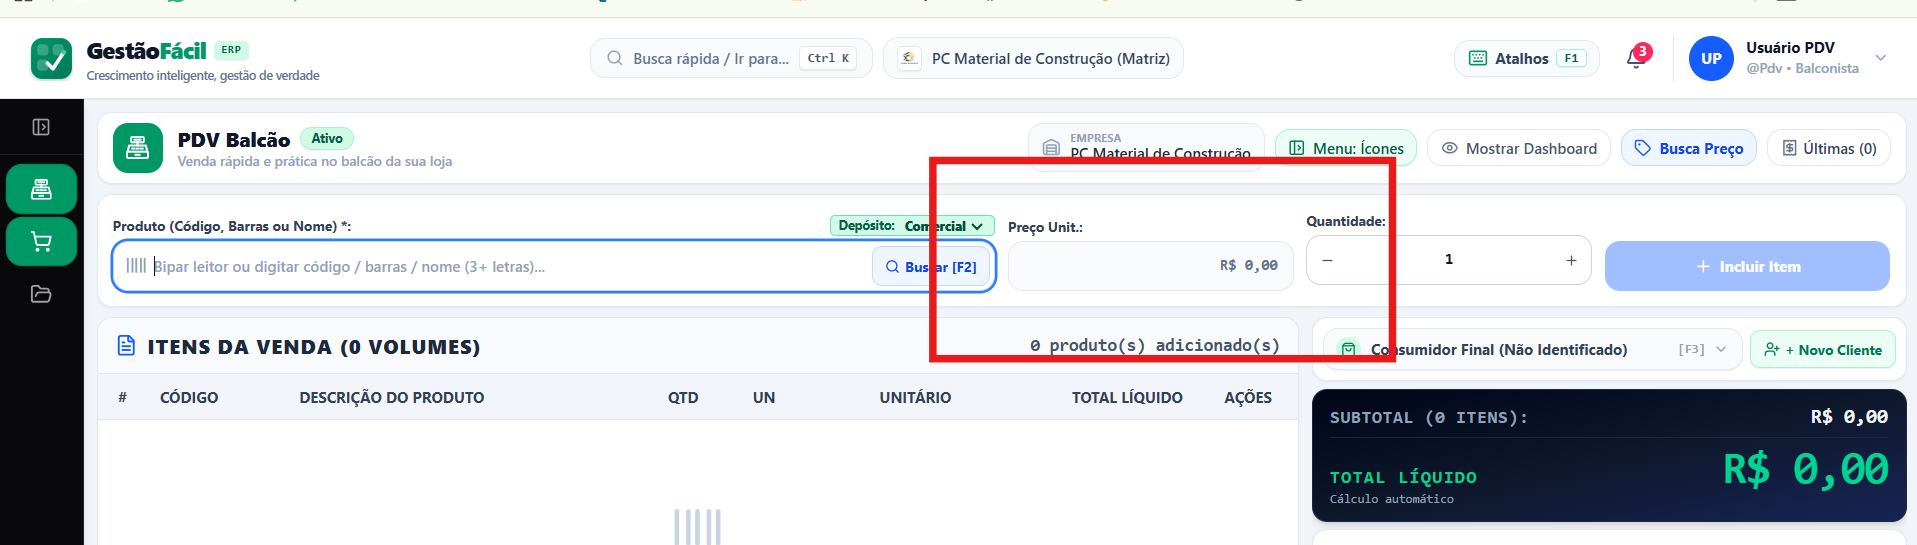 GestãoFácil ERP
Crescimento inteligente, gestão de verdade
Busca rápida / Ir para... Ctrl K
PC Material de Construção (Matriz)
Atalhos F1
3
UP
Usuário PDV
@Pdv • Balconista
PDV Balcão Ativo
Venda rápida e prática no balcão da sua loja
EMPRESA
PC Material de Construção
Menu: Ícones
Mostrar Dashboard
Busca Preço
Últimas (0)
Produto (Código, Barras ou Nome) *:
Depósito: Comercial
Bipar leitor ou digitar código / barras / nome (3+ letras)...
Buscar [F2]
Preço Unit.:
R$ 0,00
Quantidade:
− 1 +
+ Incluir Item
ITENS DA VENDA (0 VOLUMES)
0 produto(s) adicionado(s)
# CÓDIGO DESCRIÇÃO DO PRODUTO QTD UN UNITÁRIO TOTAL LÍQUIDO AÇÕES
Consumidor Final (Não Identificado) [F3]
+ Novo Cliente
SUBTOTAL (0 ITENS): R$ 0,00
TOTAL LÍQUIDO R$ 0,00
Cálculo automático